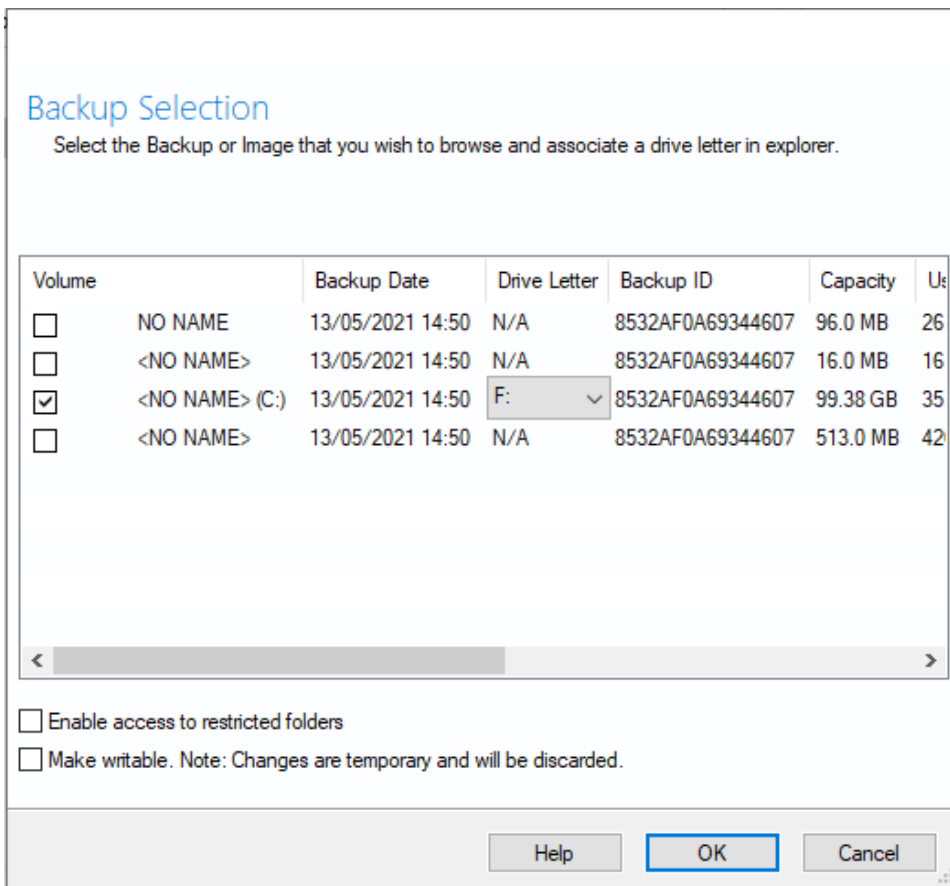 Backup Selection
Select the Backup or Image that you wish to browse and associate a drive letter in explorer.
Volume Backup Date Drive Letter Backup ID Capacity
NO NAME 13/05/2021 14:50 N/A 8532AF0A69344607 96.0 MB 26
<NO NAME> 13/05/2021 14:50 N/A 8532AF0A69344607 16.0 MB 16
<NO NAME> (C:) 13/05/2021 14:50 F: 8532AF0A69344607 99.38 GB 35
<NO NAME> 13/05/2021 14:50 N/A 8532AF0A69344607 513.0 MB 42
Enable access to restricted folders
Make writable. Note: Changes are temporary and will be discarded.
Help OK Cancel